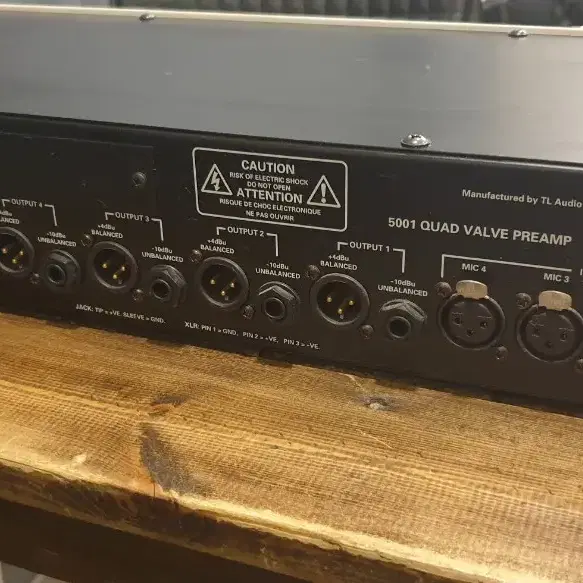 CAUTION
RISK OF ELECTRIC SHOCK
DO NOT OPEN
ATTENTION
RISQUE DE CHOC ELECTRONIQUE
NE PAS OUVRIR
Manufactured by TL Audio
5001 QUAD VALVE PREAMP
OUTPUT 4
BALANCED
-10dBu
UNBALANCED
OUTPUT 3
+4dBu
BALANCED
-10dBu
UNBALANCED
OUTPUT 2
+4dBu
BALANCED
-10dBu
UNBALANCED
OUTPUT 1
+4dBu
BALANCED
-10dBu
UNBALANCED
MIC 4
MIC 3
JACK: TIP = +VE, SLEEVE = GND.
XLR: PIN 1 = GND, PIN 2 = +VE, PIN 3 = -VE.